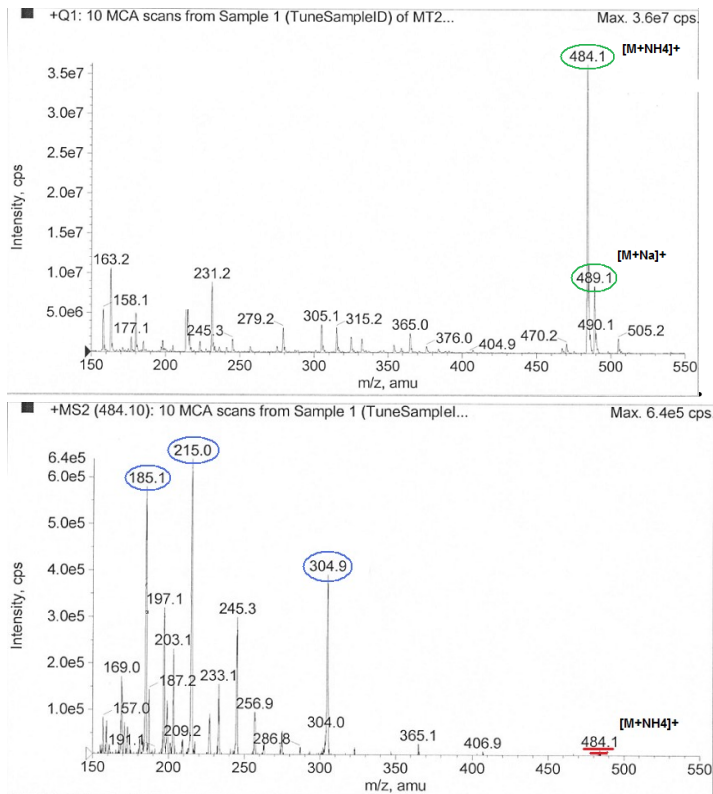 +Q1: 10 MCA scans from Sample 1 (TuneSampleID) of MT2...
Max. 3.6e7 cps.
[M+NH4]+
484.1
3.5e7
3.0e7
2.5e7
2.0e7
1.5e7
1.0e7
5.0e6
Intensity, cps
[M+Na]+
489.1
163.2
158.1
177.1
231.2
245.3
279.2
305.1
315.2
365.0
376.0
404.9
470.2
490.1
505.2
150
200
250
300
350
400
450
500
550
m/z, amu
+MS2 (484.10): 10 MCA scans from Sample 1 (TuneSampleI...
Max. 6.4e5 cps.
6.4e5
6.0e5
5.0e5
4.0e5
3.0e5
2.0e5
1.0e5
Intensity, cps
215.0
185.1
304.9
197.1
245.3
203.1
169.0
187.2
233.1
157.0
256.9
304.0
191.1
209.2
286.8
365.1
406.9
[M+NH4]+
484.1
150
200
250
300
350
400
450
500
550
m/z, amu